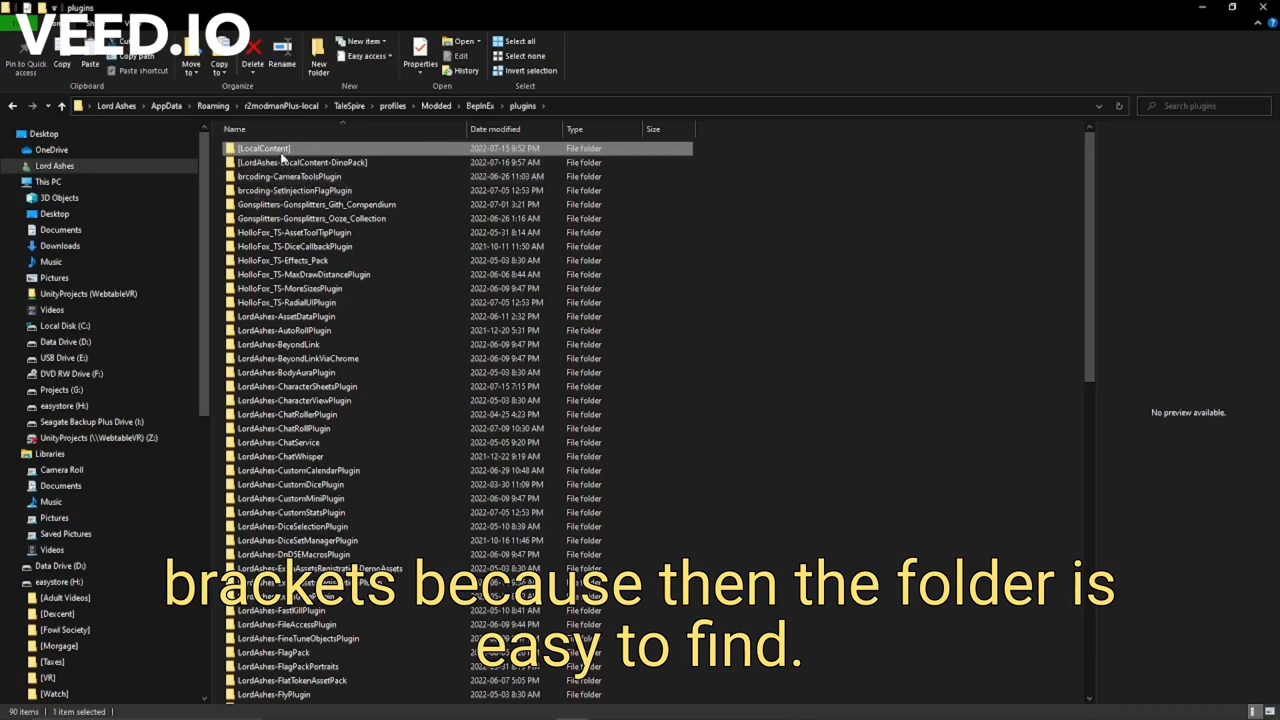 plugins
VEED.IO
Cut
Copy path
Paste shortcut
Pin to Quick
access
Copy
Paste
Move
to
Copy
to
Delete
Rename
New
folder
New item
Easy access
Properties
Open
Edit
History
Select all
Select none
Invert selection
Clipboard
Organize
New
Open
Select
Lord Ashes > AppData > Roaming > r2modmanPlus-local > TaleSpire > profiles > Modded > BepInEx > plugins >
Search plugins
Name Date modified Type Size
Desktop
OneDrive
Lord Ashes
This PC
3D Objects
Desktop
Documents
Downloads
Music
Pictures
UnityProjects (WebtableVR)
Videos
Local Disk (C:)
Data Drive (D:)
USB Drive (E:)
DVD RW Drive (F:)
Projects (G:)
easystore (H:)
Seagate Backup Plus Drive (I:)
UnityProjects (\\WebtableVR) (Z:)
Libraries
Camera Roll
Documents
Music
Pictures
Saved Pictures
Videos
Data Drive (D:)
easystore (H:)
[Adult Videos]
[Descent]
[Fowl Society]
[Morgage]
[Taxes]
[VR]
[Watch]
[LocalContent] 2022-07-15 9:52 PM File folder
[LordAshes-LocalContent-DinoPack] 2022-07-16 9:57 AM File folder
brcoding-CameraToolsPlugin 2022-06-26 11:03 AM File folder
brcoding-SetInjectionFlagPlugin 2022-07-05 12:53 PM File folder
Gonsplitters-Gonsplitters_Gith_Compendium 2022-07-01 3:21 PM File folder
Gonsplitters-Gonsplitters_Ooze_Collection 2022-06-26 1:16 AM File folder
HolloFox_TS-AssetToolTipPlugin 2022-05-31 8:14 AM File folder
HolloFox_TS-DiceCallbackPlugin 2021-10-11 11:50 AM File folder
HolloFox_TS-Effects_Pack 2022-05-03 8:30 AM File folder
HolloFox_TS-MaxDrawDistancePlugin 2022-06-06 8:44 AM File folder
HolloFox_TS-MoreSizesPlugin 2022-06-09 9:47 PM File folder
HolloFox_TS-RadialUIPlugin 2022-07-05 12:53 PM File folder
LordAshes-AssetDataPlugin 2022-06-11 2:32 PM File folder
LordAshes-AutoRollPlugin 2021-12-20 5:31 PM File folder
LordAshes-BeyondLink 2022-06-09 9:47 PM File folder
LordAshes-BeyondLinkViaChrome 2022-06-09 9:47 PM File folder
LordAshes-BodyAuraPlugin 2022-05-03 8:30 AM File folder
LordAshes-CharacterSheetsPlugin 2022-07-15 7:15 PM File folder
LordAshes-CharacterViewPlugin 2022-05-03 8:30 AM File folder
LordAshes-ChatRollerPlugin 2022-04-25 4:23 PM File folder
LordAshes-ChatRollPlugin 2022-07-09 10:30 AM File folder
LordAshes-ChatService 2022-05-05 9:20 PM File folder
LordAshes-ChatWhisper 2021-12-22 9:19 AM File folder
LordAshes-CustomCalendarPlugin 2022-06-29 10:48 AM File folder
LordAshes-CustomDicePlugin 2022-03-30 11:09 PM File folder
LordAshes-CustomMiniPlugin 2022-06-09 9:47 PM File folder
LordAshes-CustomStatsPlugin 2022-07-05 12:53 PM File folder
LordAshes-DiceSelectionPlugin 2022-05-10 8:39 AM File folder
LordAshes-DiceSetManagerPlugin 2021-10-16 11:46 PM File folder
LordAshes-DnD5EMacrosPlugin 2022-06-09 9:47 PM File folder
LordAshes-FastKillPlugin 2022-05-10 8:41 AM File folder
LordAshes-FileAccessPlugin 2022-06-09 9:44 PM File folder
LordAshes-FineTuneObjectsPlugin File folder
LordAshes-FlagPack File folder
LordAshes-FlagPackPortraits File folder
LordAshes-FlatTokenAssetPack 2022-06-07 5:05 PM File folder
LordAshes-FlyPlugin 2022-05-03 8:30 AM File folder
No preview available.
brackets because then the folder is
easy to find.
90 items 1 item selected